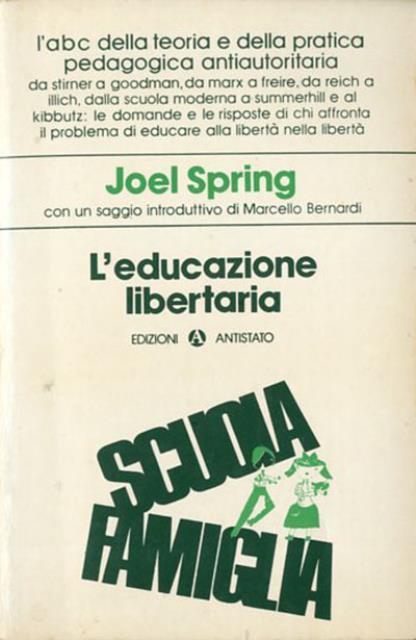 l'abc della teoria e della pratica
pedagogica antiautoritaria
da stirner a goodman, da marx a freire, da reich a
illich, dalla scuola moderna a summerhill e al
kibbutz: le domande e le risposte di chi affronta
il problema di educare alla libertà nella libertà
Joel Spring
con un saggio introduttivo di Marcello Bernardi
L'educazione
libertaria
EDIZIONI A ANTISTATO
SCUOLA
FAMIGLIA